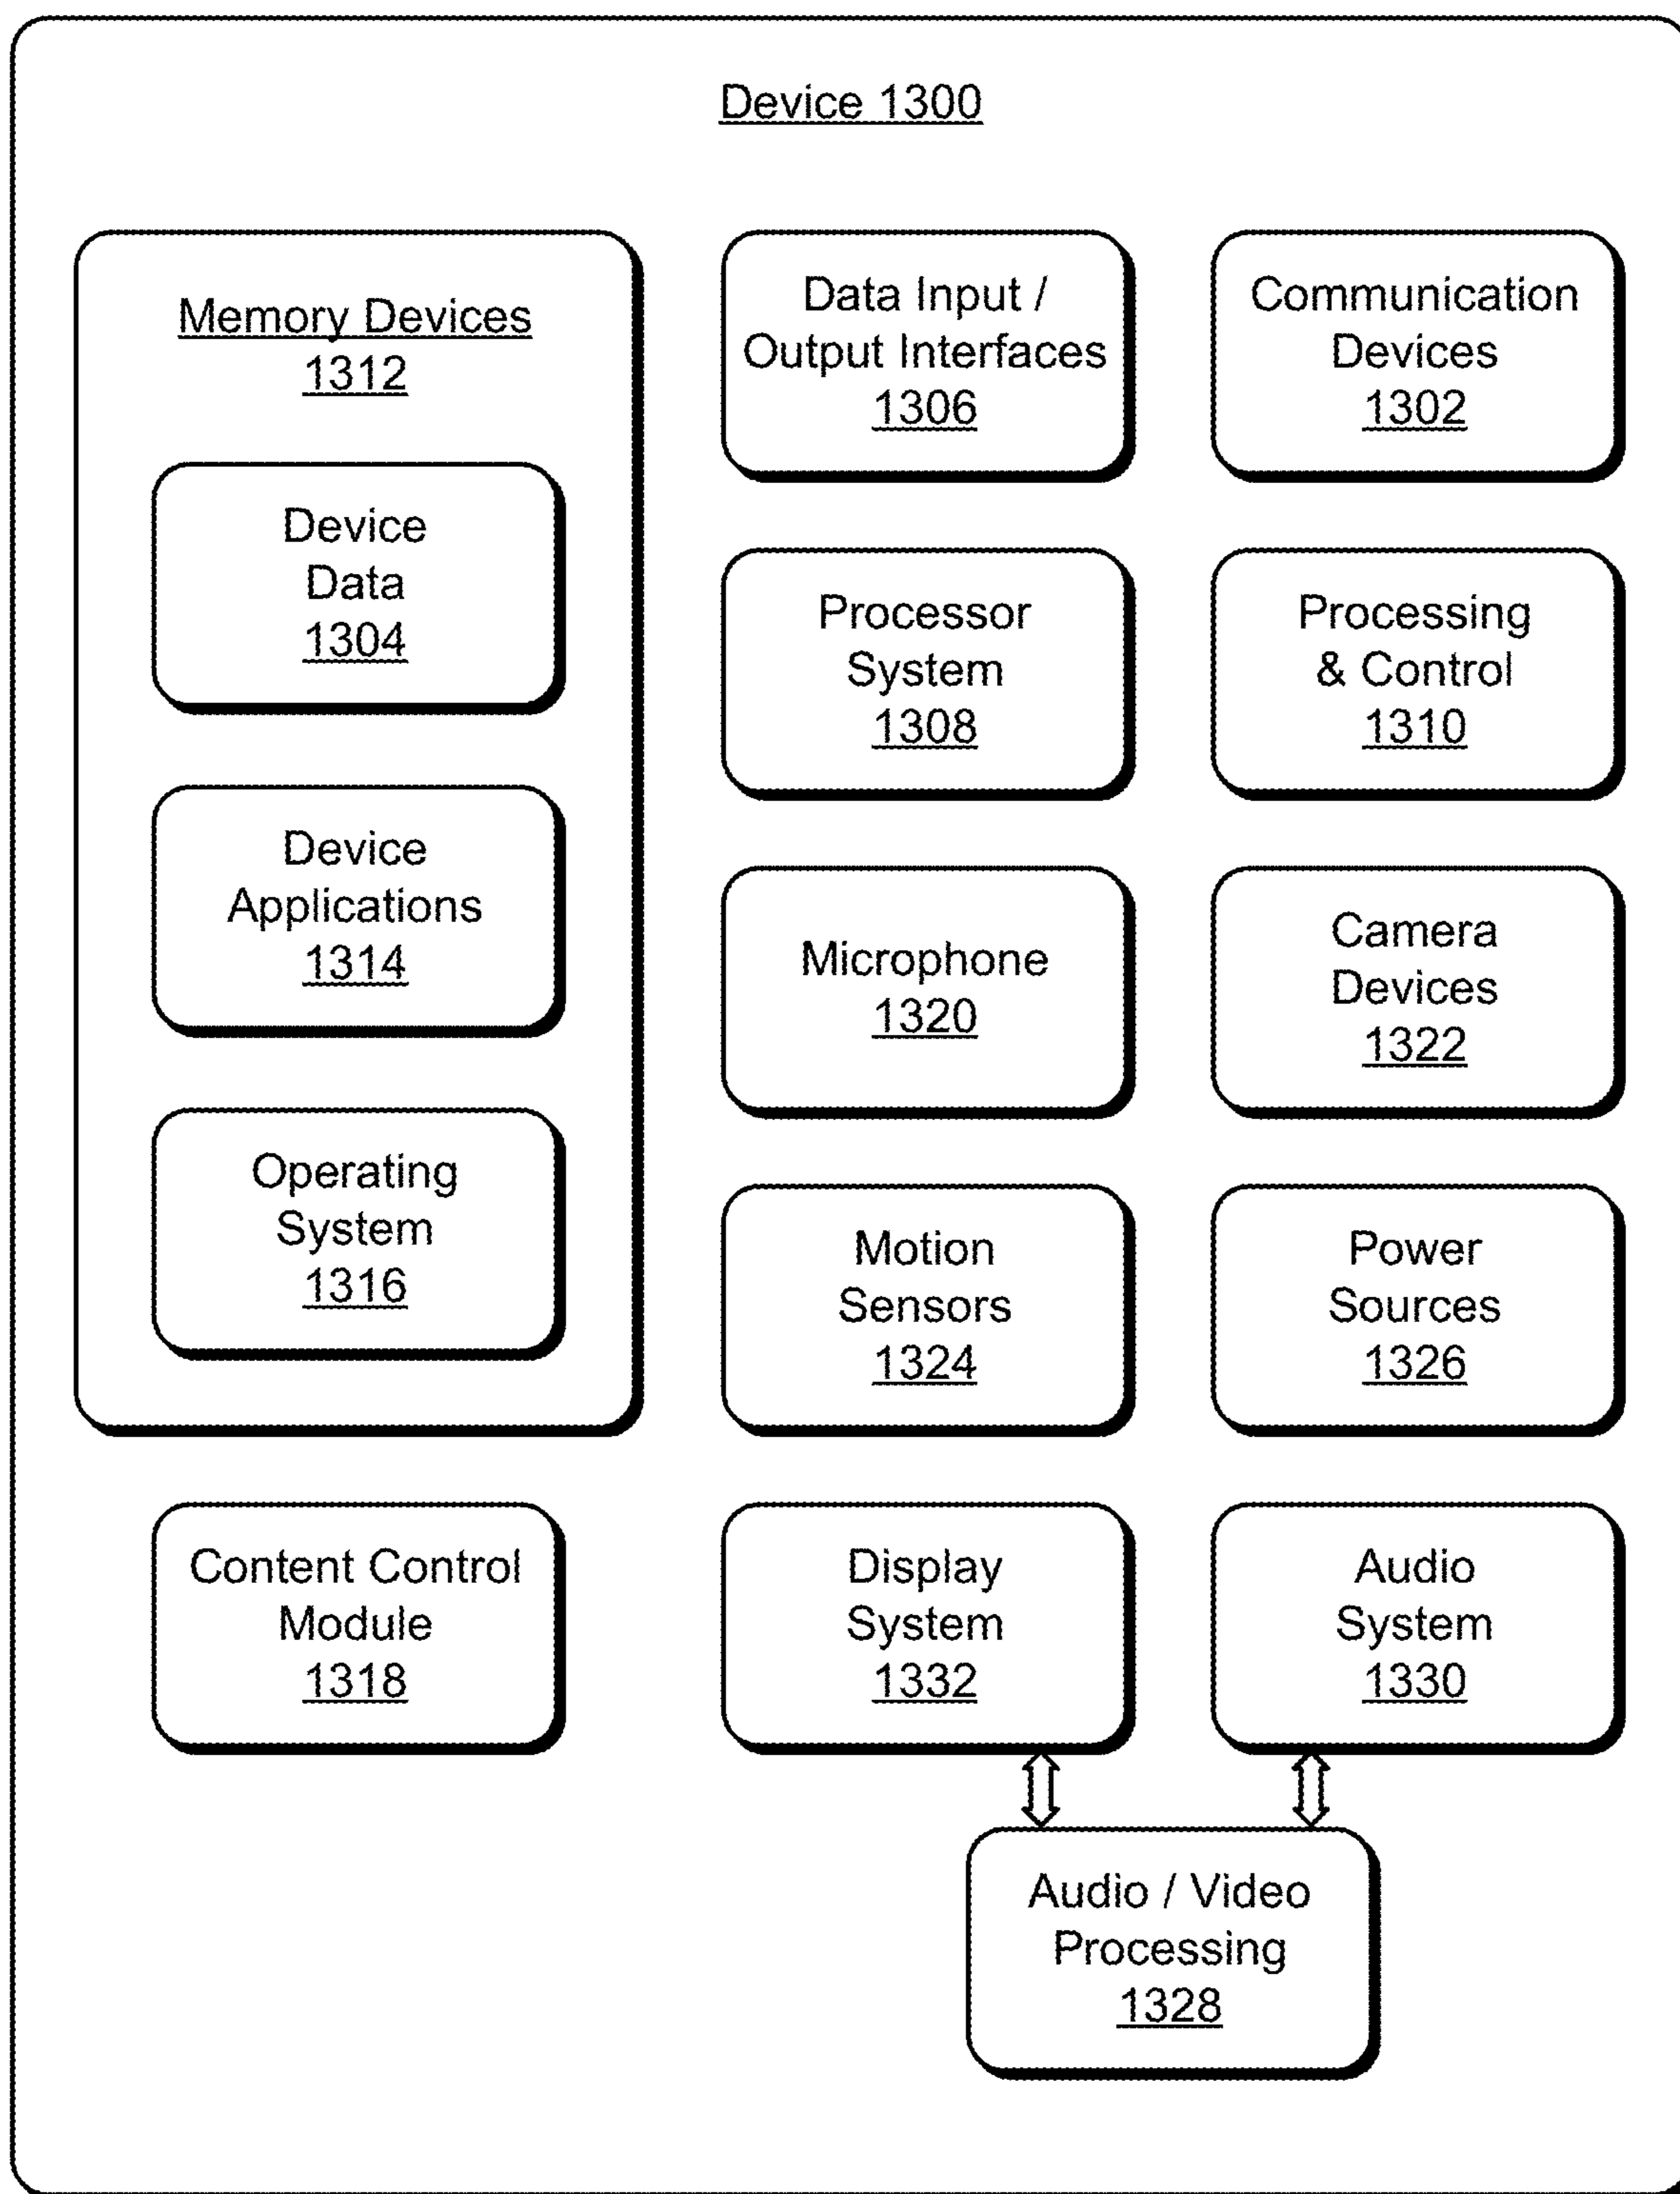 Device 1300
Memory Devices
1312
Device
Data
1304
Device
Applications
1314
Operating
System
1316
Content Control
Module
1318
Data Input /
Output Interfaces
1306
Communication
Devices
1302
Processor
System
1308
Processing
& Control
1310
Microphone
1320
Camera
Devices
1322
Motion
Sensors
1324
Power
Sources
1326
Display
System
1332
Audio
System
1330
Audio / Video
Processing
1328